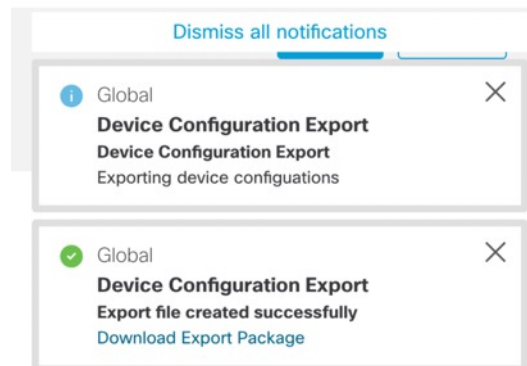 Dismiss all notifications
Global
Device Configuration Export
Device Configuration Export
Exporting device configuations
Global
Device Configuration Export
Export file created successfully
Download Export Package